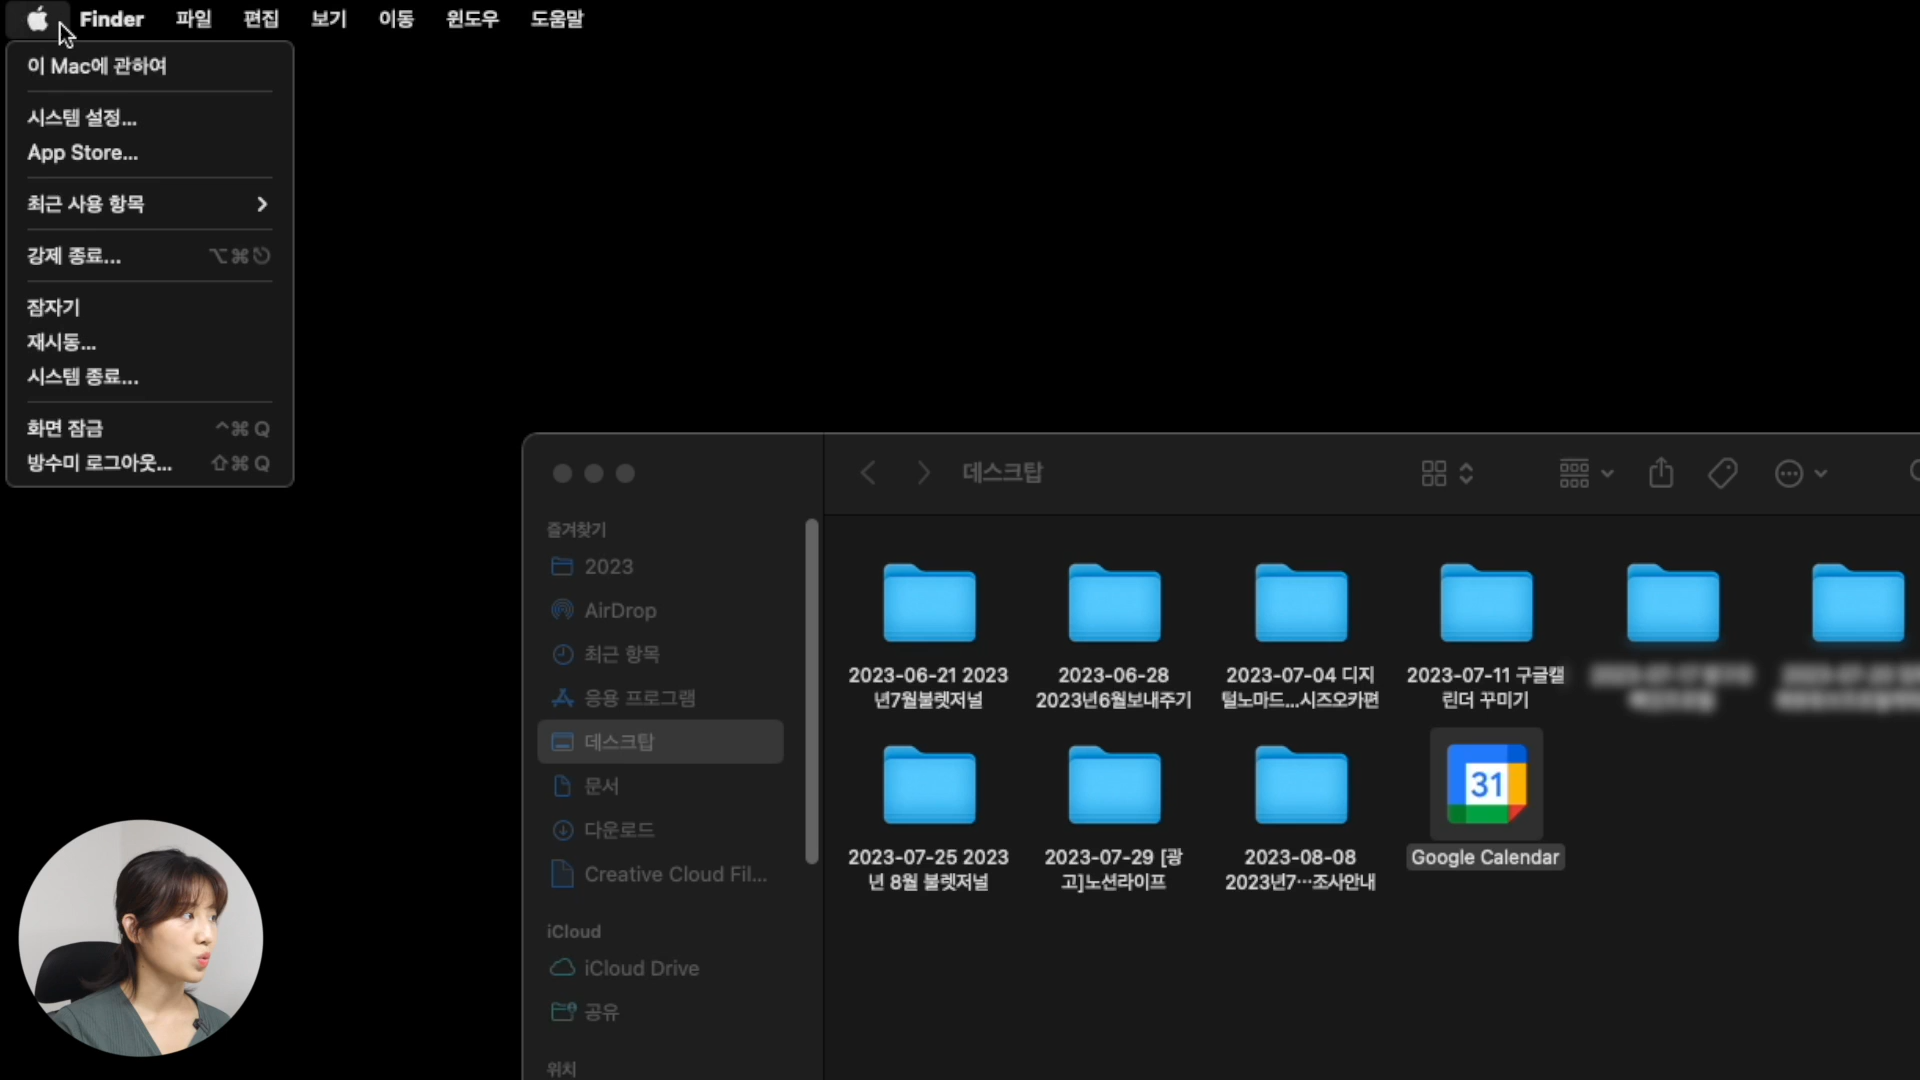 Finder 파일 편집 보기 이동 윈도우 도움말
이 Mac에 관하여
시스템 설정...
App Store...
최근 사용 항목
강제 종료... ⌥⌘⎋
잠자기
재시동...
시스템 종료...
화면 잠금 ^⌘Q
방수미 로그아웃... ⇧⌘Q
데스크탑
즐겨찾기
2023
AirDrop
최근 항목
응용 프로그램
데스크탑
문서
다운로드
Creative Cloud Fil...
iCloud
iCloud Drive
공유
위치
2023-06-21 2023
년7월불렛저널
2023-06-28
2023년6월보내주기
2023-07-04 디지
털노마드...시즈오카편
2023-07-11 구글캘
린더 꾸미기
2023-07-25 2023
년 8월 불렛저널
2023-07-29 [광
고]노션라이프
2023-08-08
2023년7...조사안내
31
Google Calendar